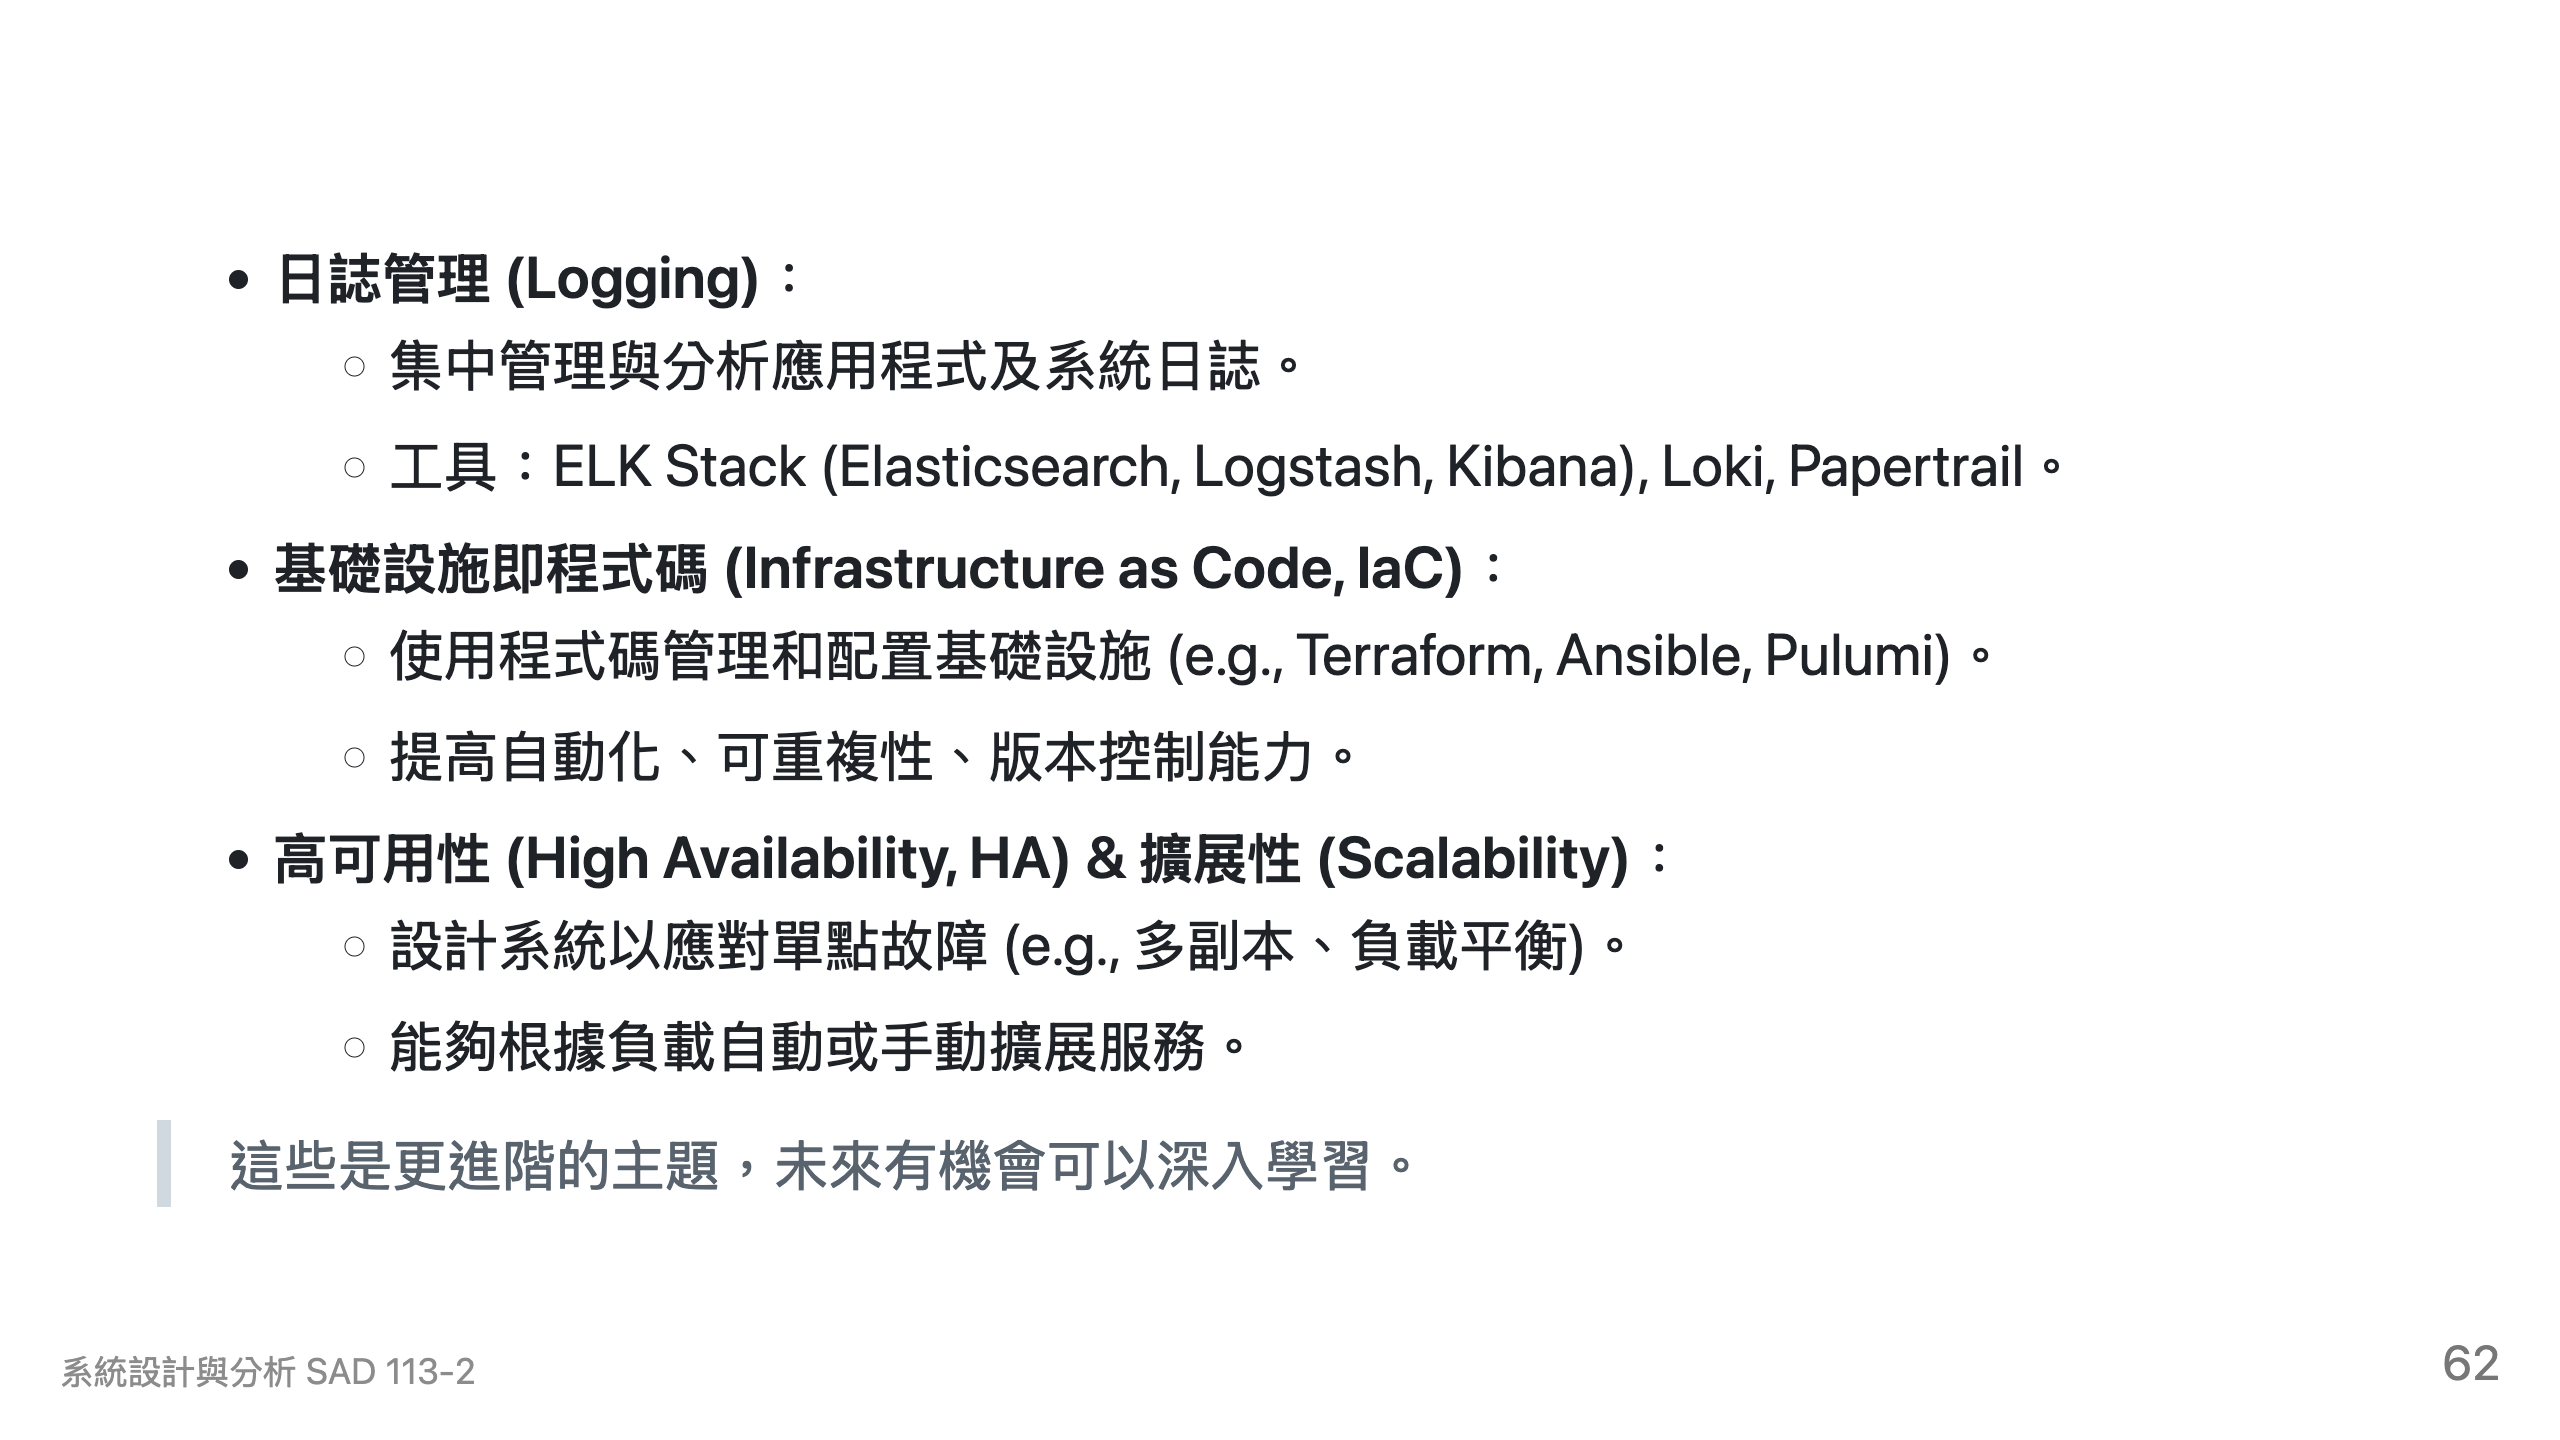 • 日誌管理 (Logging)：
○ 集中管理與分析應用程式及系統日誌。
○ 工具：ELK Stack (Elasticsearch, Logstash, Kibana), Loki, Papertrail。
• 基礎設施即程式碼 (Infrastructure as Code, IaC)：
○ 使用程式碼管理和配置基礎設施 (e.g., Terraform, Ansible, Pulumi)。
○ 提高自動化、可重複性、版本控制能力。
• 高可用性 (High Availability, HA) & 擴展性 (Scalability)：
○ 設計系統以應對單點故障 (e.g., 多副本、負載平衡)。
○ 能夠根據負載自動或手動擴展服務。
這些是更進階的主題，未來有機會可以深入學習。
系統設計與分析 SAD 113-2
62